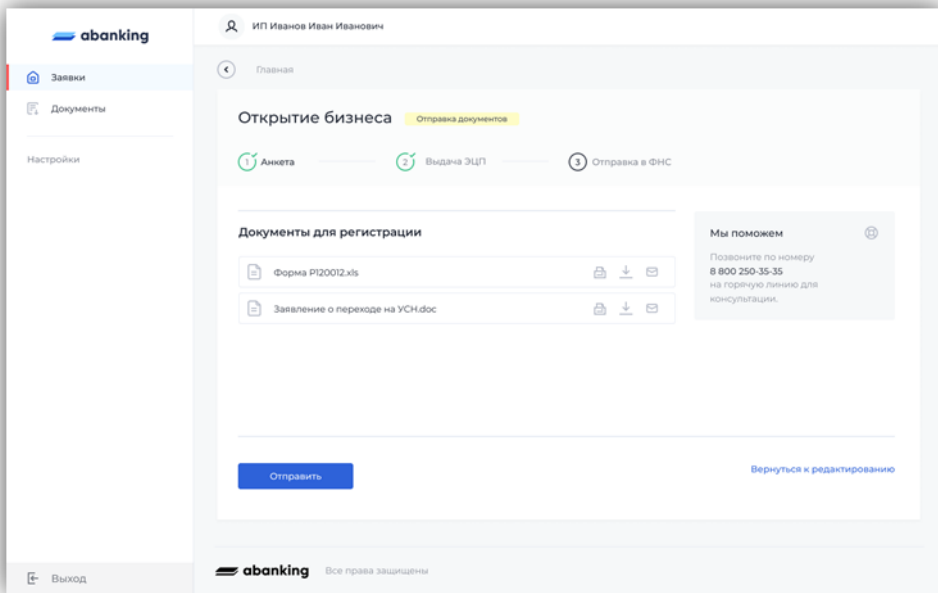 abanking
ИП Иванов Иван Иванович
Заявки
Документы
Настройки
Главная
Открытие бизнеса
Отправка документов
1 Анкета
2 Выдача ЭЦП
3 Отправка в ФНС
Документы для регистрации
Форма Р120012.xls
Заявление о переходе на УСН.doc
Мы поможем
Позвоните по номеру
8 800 250-35-35
на горячую линию для
консультации.
Отправить
Вернуться к редактированию
Выход
abanking
Все права защищены